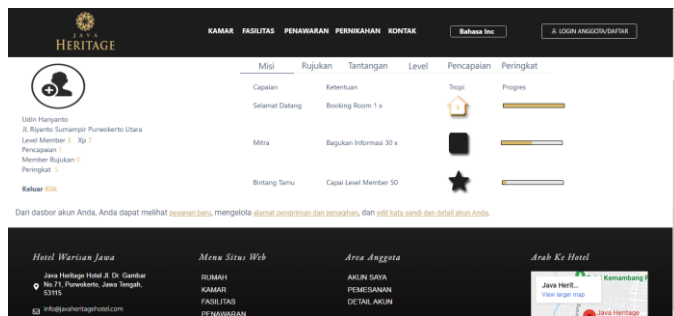 JAVA
HERITAGE
KAMAR FASILITAS PENAWARAN PERNIKAHAN KONTAK
Bahasa Inc
LOGIN ANGGOTA/DAFTAR
Misi Rujukan Tantangan Level Pencapaian Peringkat
Capaian Ketentuan Tropi Progres
Selamat Datang Booking Room 1 x
Mitra Bagukan Informasi 30 x
Bintang Tamu Capai Level Member 50
Udin Hariyanto
Jl. Riyanto Sumampir Purwokerto Utara
Level Member 3 Xp 7
Pencapaian 1
Member Rujukan 0
Peringkat 5
Keluar Klik
Dari dasbor akun Anda, Anda dapat melihat pesanan baru, mengelola alamat pengiriman dan penagihan, dan edit kata sandi dan detail akun Anda.
Hotel Warisan Jawa
Java Heritage Hotel Jl. Dr. Gambar
No.71, Purwokerto, Jawa Tengah,
53115
info@javaheritagehotel.com
Menu Situs Web
RUMAH
KAMAR
FASILITAS
PENAWARAN
Area Anggota
AKUN SAYA
PEMESANAN
DETAIL AKUN
Arah Ke Hotel
Java Herit...
View larger map
Kembamang
Java Heritage